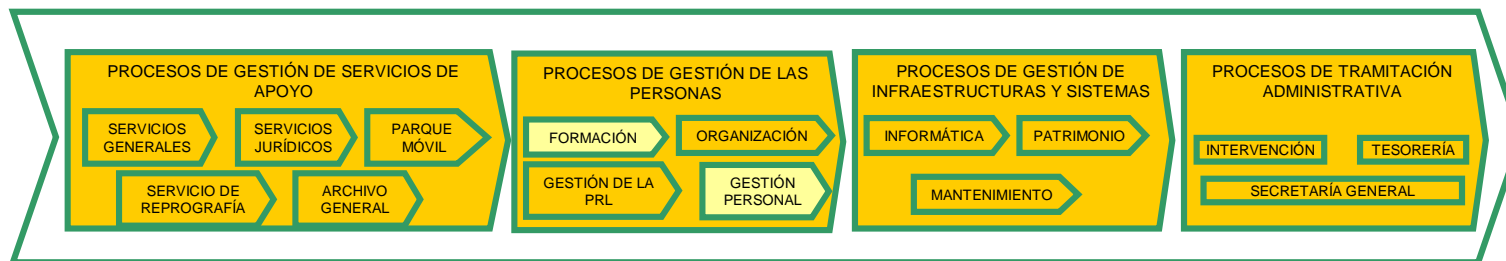 PROCESOS DE GESTIÓN DE SERVICIOS DE
APOYO
SERVICIOS
GENERALES
SERVICIOS
JURÍDICOS
PARQUE
MÓVIL
SERVICIO DE
REPROGRAFÍA
ARCHIVO
GENERAL
PROCESOS DE GESTIÓN DE LAS
PERSONAS
FORMACIÓN
ORGANIZACIÓN
GESTIÓN DE LA
PRL
GESTIÓN
PERSONAL
PROCESOS DE GESTIÓN DE
INFRAESTRUCTURAS Y SISTEMAS
INFORMÁTICA
PATRIMONIO
MANTENIMIENTO
PROCESOS DE TRAMITACIÓN
ADMINISTRATIVA
INTERVENCIÓN
TESORERÍA
SECRETARÍA GENERAL